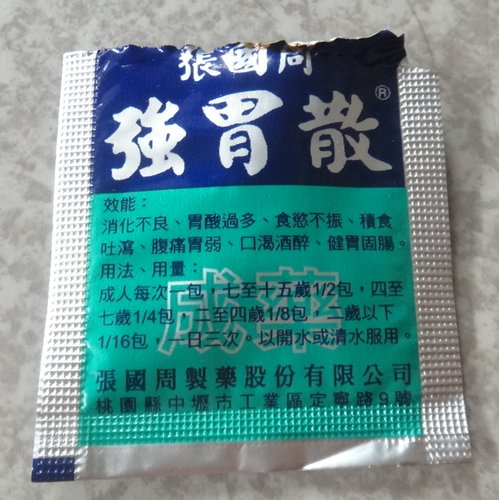 張國周
強胃散®
效能：
消化不良、胃酸過多、食慾不振、積食
吐瀉、腹痛胃弱、口渴酒醉、健胃固腸。
用法、用量：
成人每次一包，七至十五歲1/2包，四至
七歲1/4包，二至四歲1/8包，二歲以下
1/16包，一日三次。以開水或清水服用。
成藥
張國周製藥股份有限公司
桃園縣中壢市工業區定寧路9號